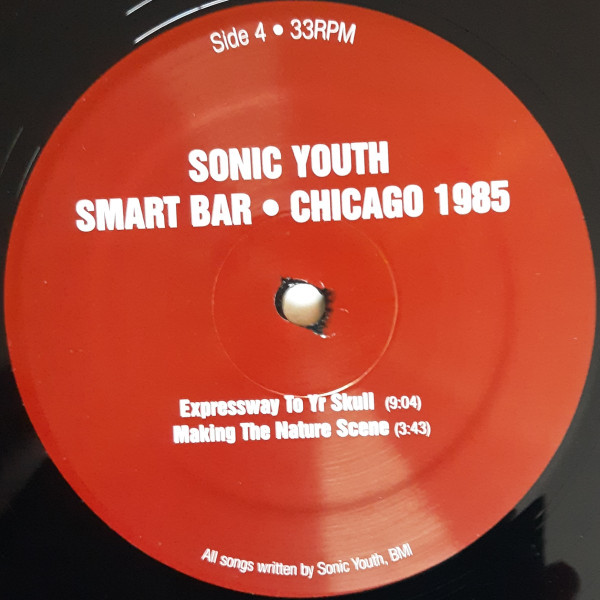 Side 4 • 33RPM
SONIC YOUTH
SMART BAR • CHICAGO 1985
Expressway To Yr Skull (9:04)
Making The Nature Scene (3:43)
All songs written by Sonic Youth, BMI